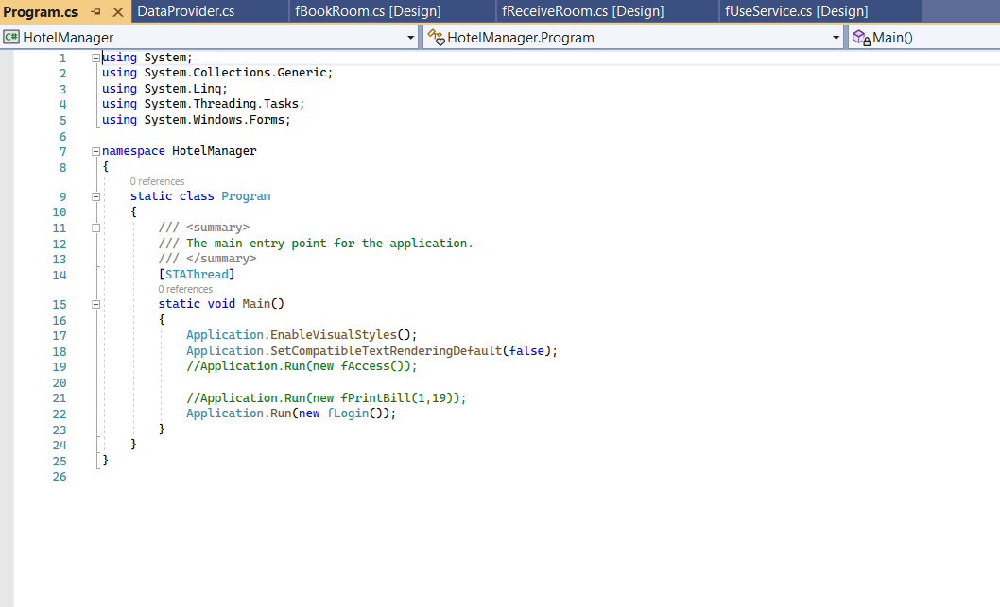 Program.cs
DataProvider.cs
fBookRoom.cs [Design]
fReceiveRoom.cs [Design]
fUseService.cs [Design]
C# HotelManager
HotelManager.Program
Main()
1 using System;
2 using System.Collections.Generic;
3 using System.Linq;
4 using System.Threading.Tasks;
5 using System.Windows.Forms;
6
7 namespace HotelManager
8 {
0 references
9 static class Program
10 {
11 /// <summary>
12 /// The main entry point for the application.
13 /// </summary>
14 [STAThread]
0 references
15 static void Main()
16 {
17 Application.EnableVisualStyles();
18 Application.SetCompatibleTextRenderingDefault(false);
19 //Application.Run(new fAccess());
20
21 //Application.Run(new fPrintBill(1,19));
22 Application.Run(new fLogin());
23 }
24 }
25 }
26